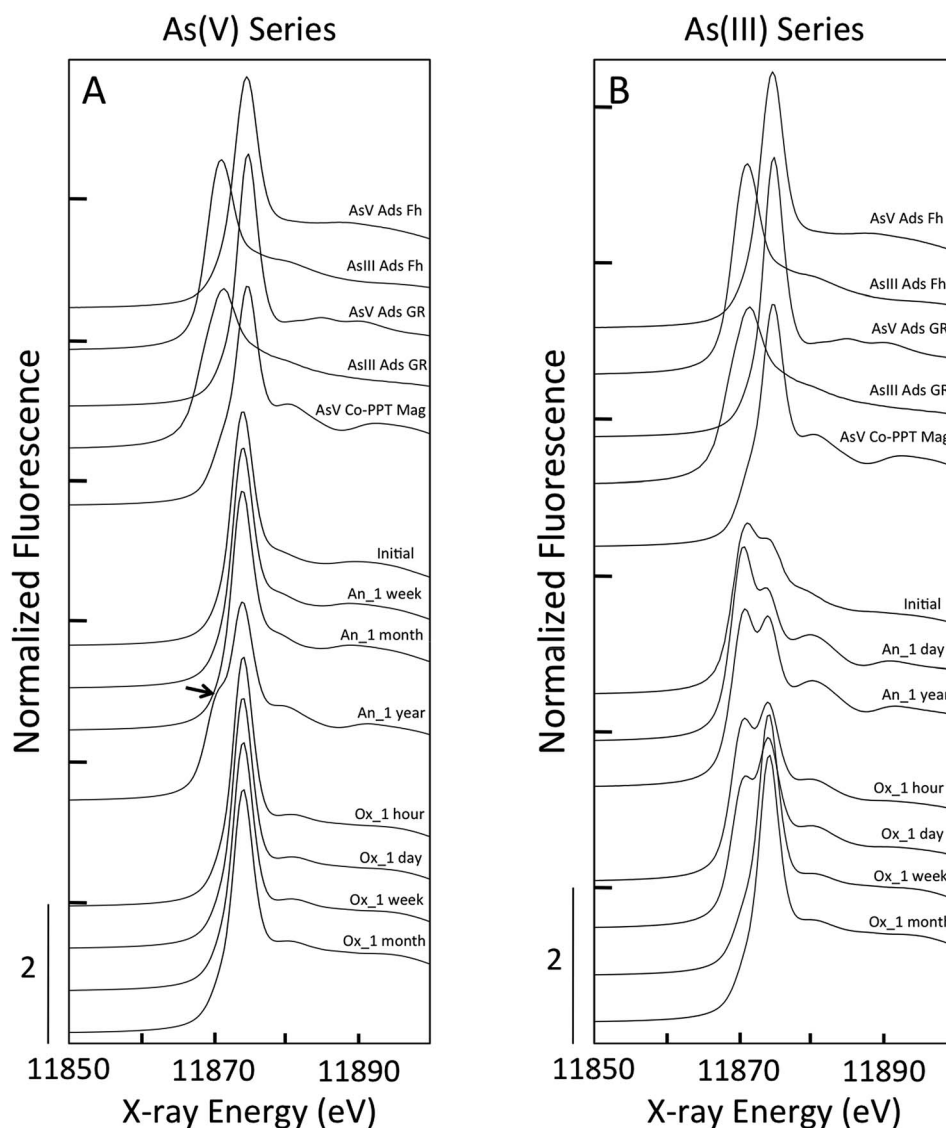 As(V) Series
A
AsV Ads Fh
AsIII Ads Fh
AsV Ads GR
AsIII Ads GR
AsV Co-PPT Mag
Initial
An_1 week
An_1 month
An_1 year
Ox_1 hour
Ox_1 day
Ox_1 week
Ox_1 month
2
Normalized Fluorescence
11850 11870 11890
X-ray Energy (eV)
As(III) Series
B
AsV Ads Fh
AsIII Ads Fh
AsV Ads GR
AsIII Ads GR
AsV Co-PPT Mag
Initial
An_1 day
An_1 year
Ox_1 hour
Ox_1 day
Ox_1 week
Ox_1 month
2
Normalized Fluorescence
11850 11870 11890
X-ray Energy (eV)